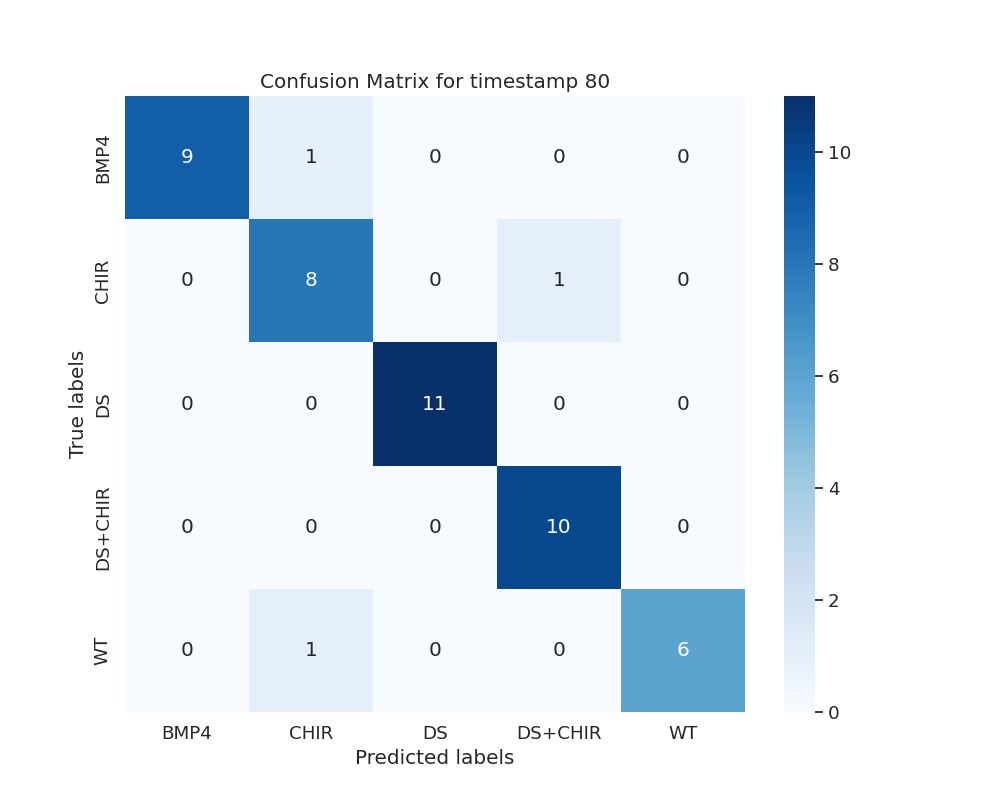 Confusion Matrix for timestamp 80
True labels
BMP4 9 1 0 0 0
CHIR 0 8 0 1 0
DS 0 0 11 0 0
DS+CHIR 0 0 0 10 0
WT 0 1 0 0 6
BMP4 CHIR DS DS+CHIR WT
Predicted labels
10
8
6
4
2
0